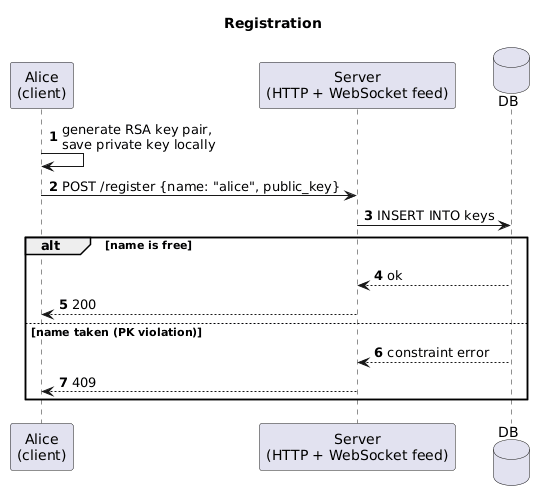 Registration
Alice
(client)
Server
(HTTP + WebSocket feed)
DB
1 generate RSA key pair,
save private key locally
2 POST /register {name: "alice", public_key}
3 INSERT INTO keys
alt [name is free]
4 ok
5 200
[name taken (PK violation)]
6 constraint error
7 409
Alice
(client)
Server
(HTTP + WebSocket feed)
DB